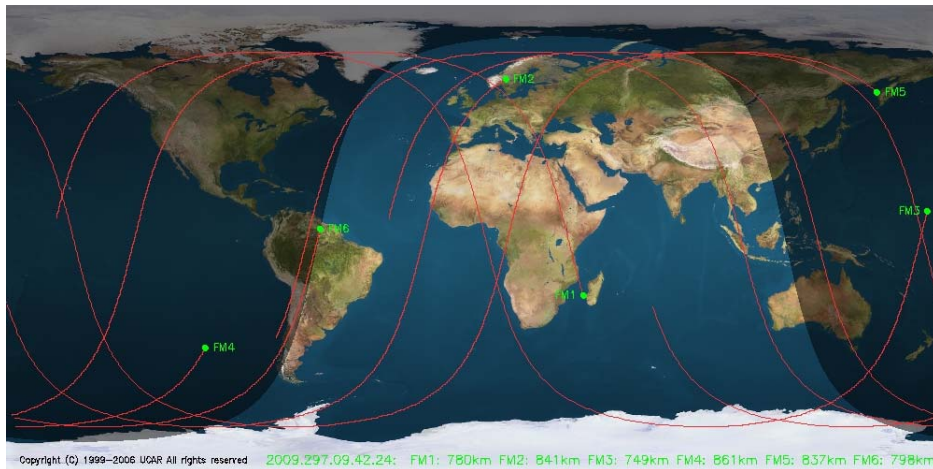 FM2
FM5
FM3
FM6
FM1
FM4
Copyright (C) 1999-2006 UCAR All rights reserved 2009.297.09.42.24: FM1: 780km FM2: 841km FM3: 749km FM4: 861km FM5: 837km FM6: 798km